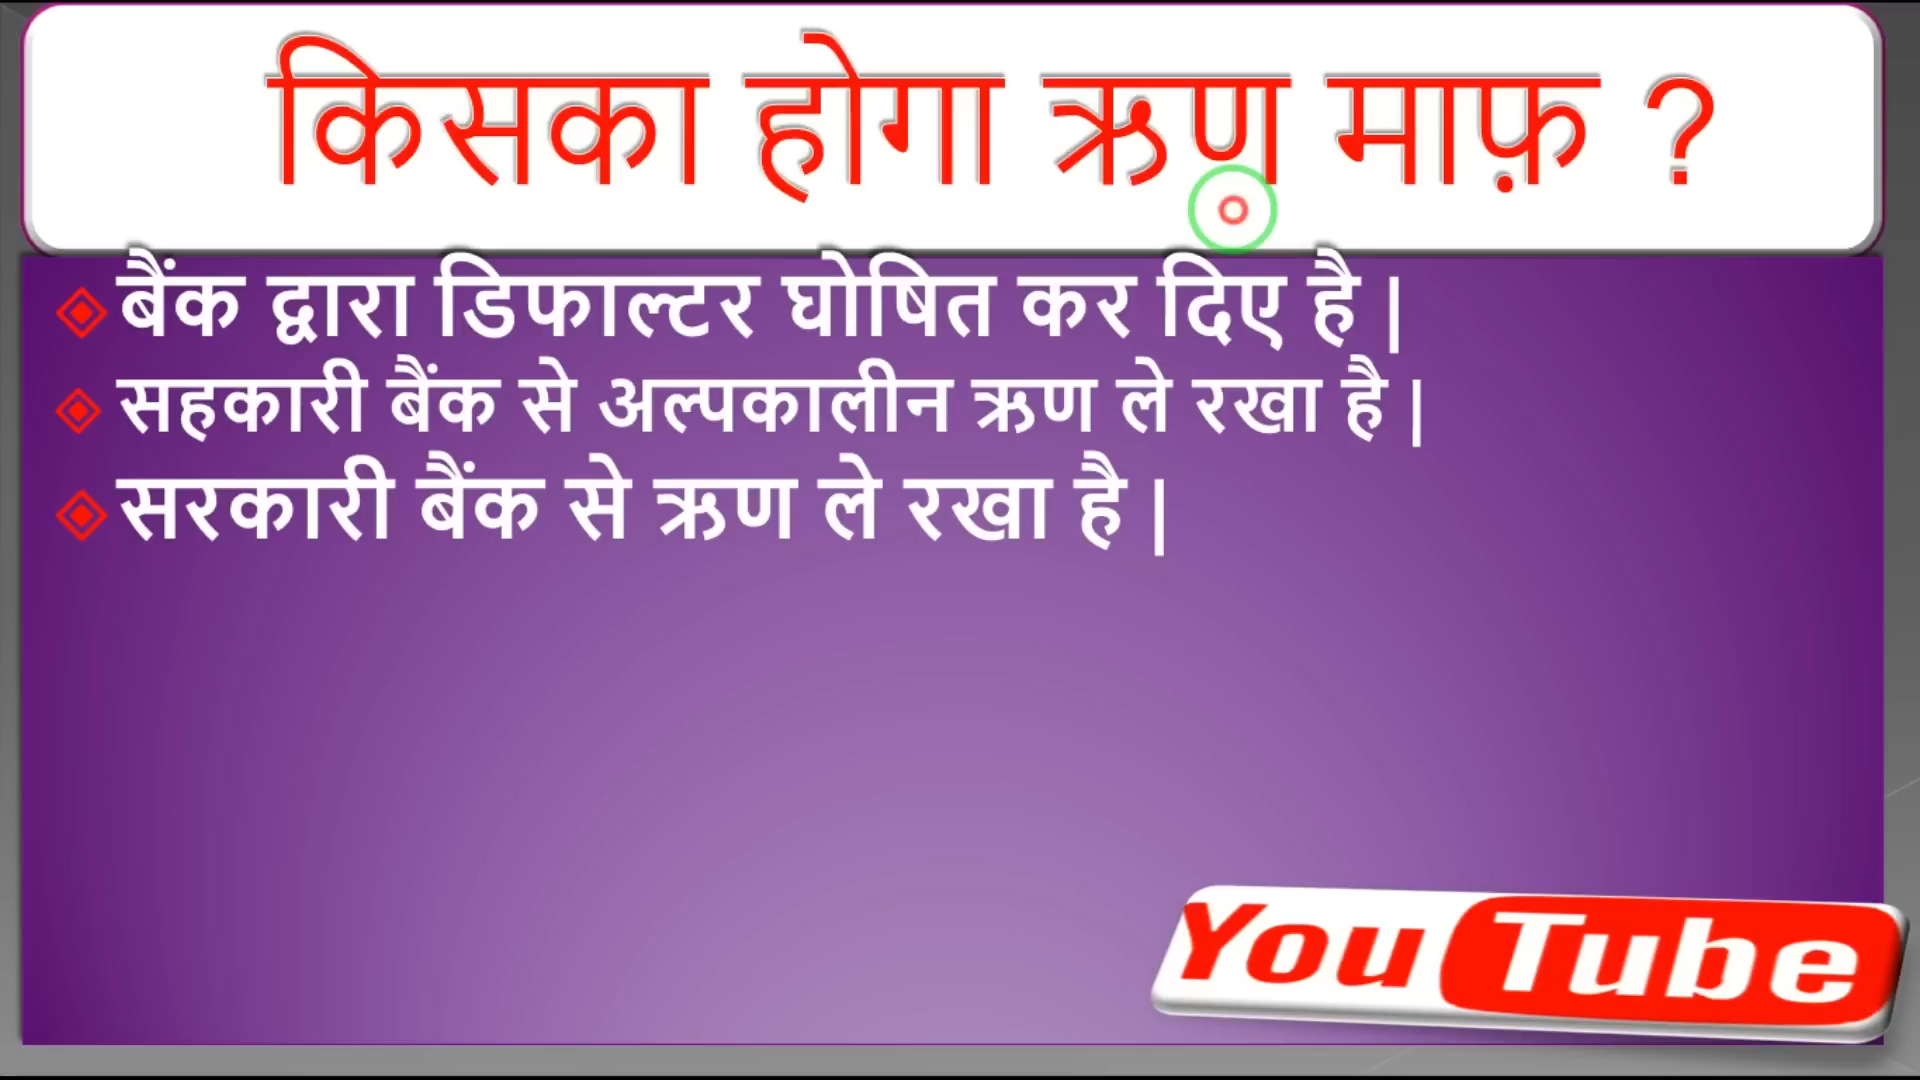 किसका होगा ऋण माफ़ ?
बैंक द्वारा डिफाल्टर घोषित कर दिए है |
सहकारी बैंक से अल्पकालीन ऋण ले रखा है |
सरकारी बैंक से ऋण ले रखा है |
YouTube